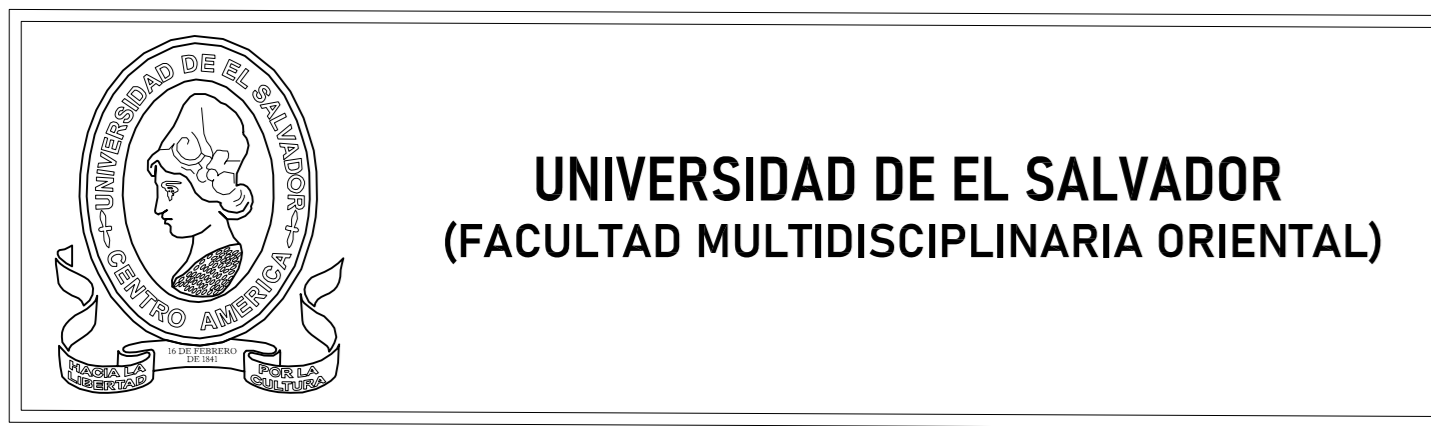 UNIVERSIDAD DE EL SALVADOR
CENTRO AMERICA
16 DE FEBRERO
DE 1841
HACIA LA
LIBERTAD
POR LA
CULTURA
UNIVERSIDAD DE EL SALVADOR
(FACULTAD MULTIDISCIPLINARIA ORIENTAL)